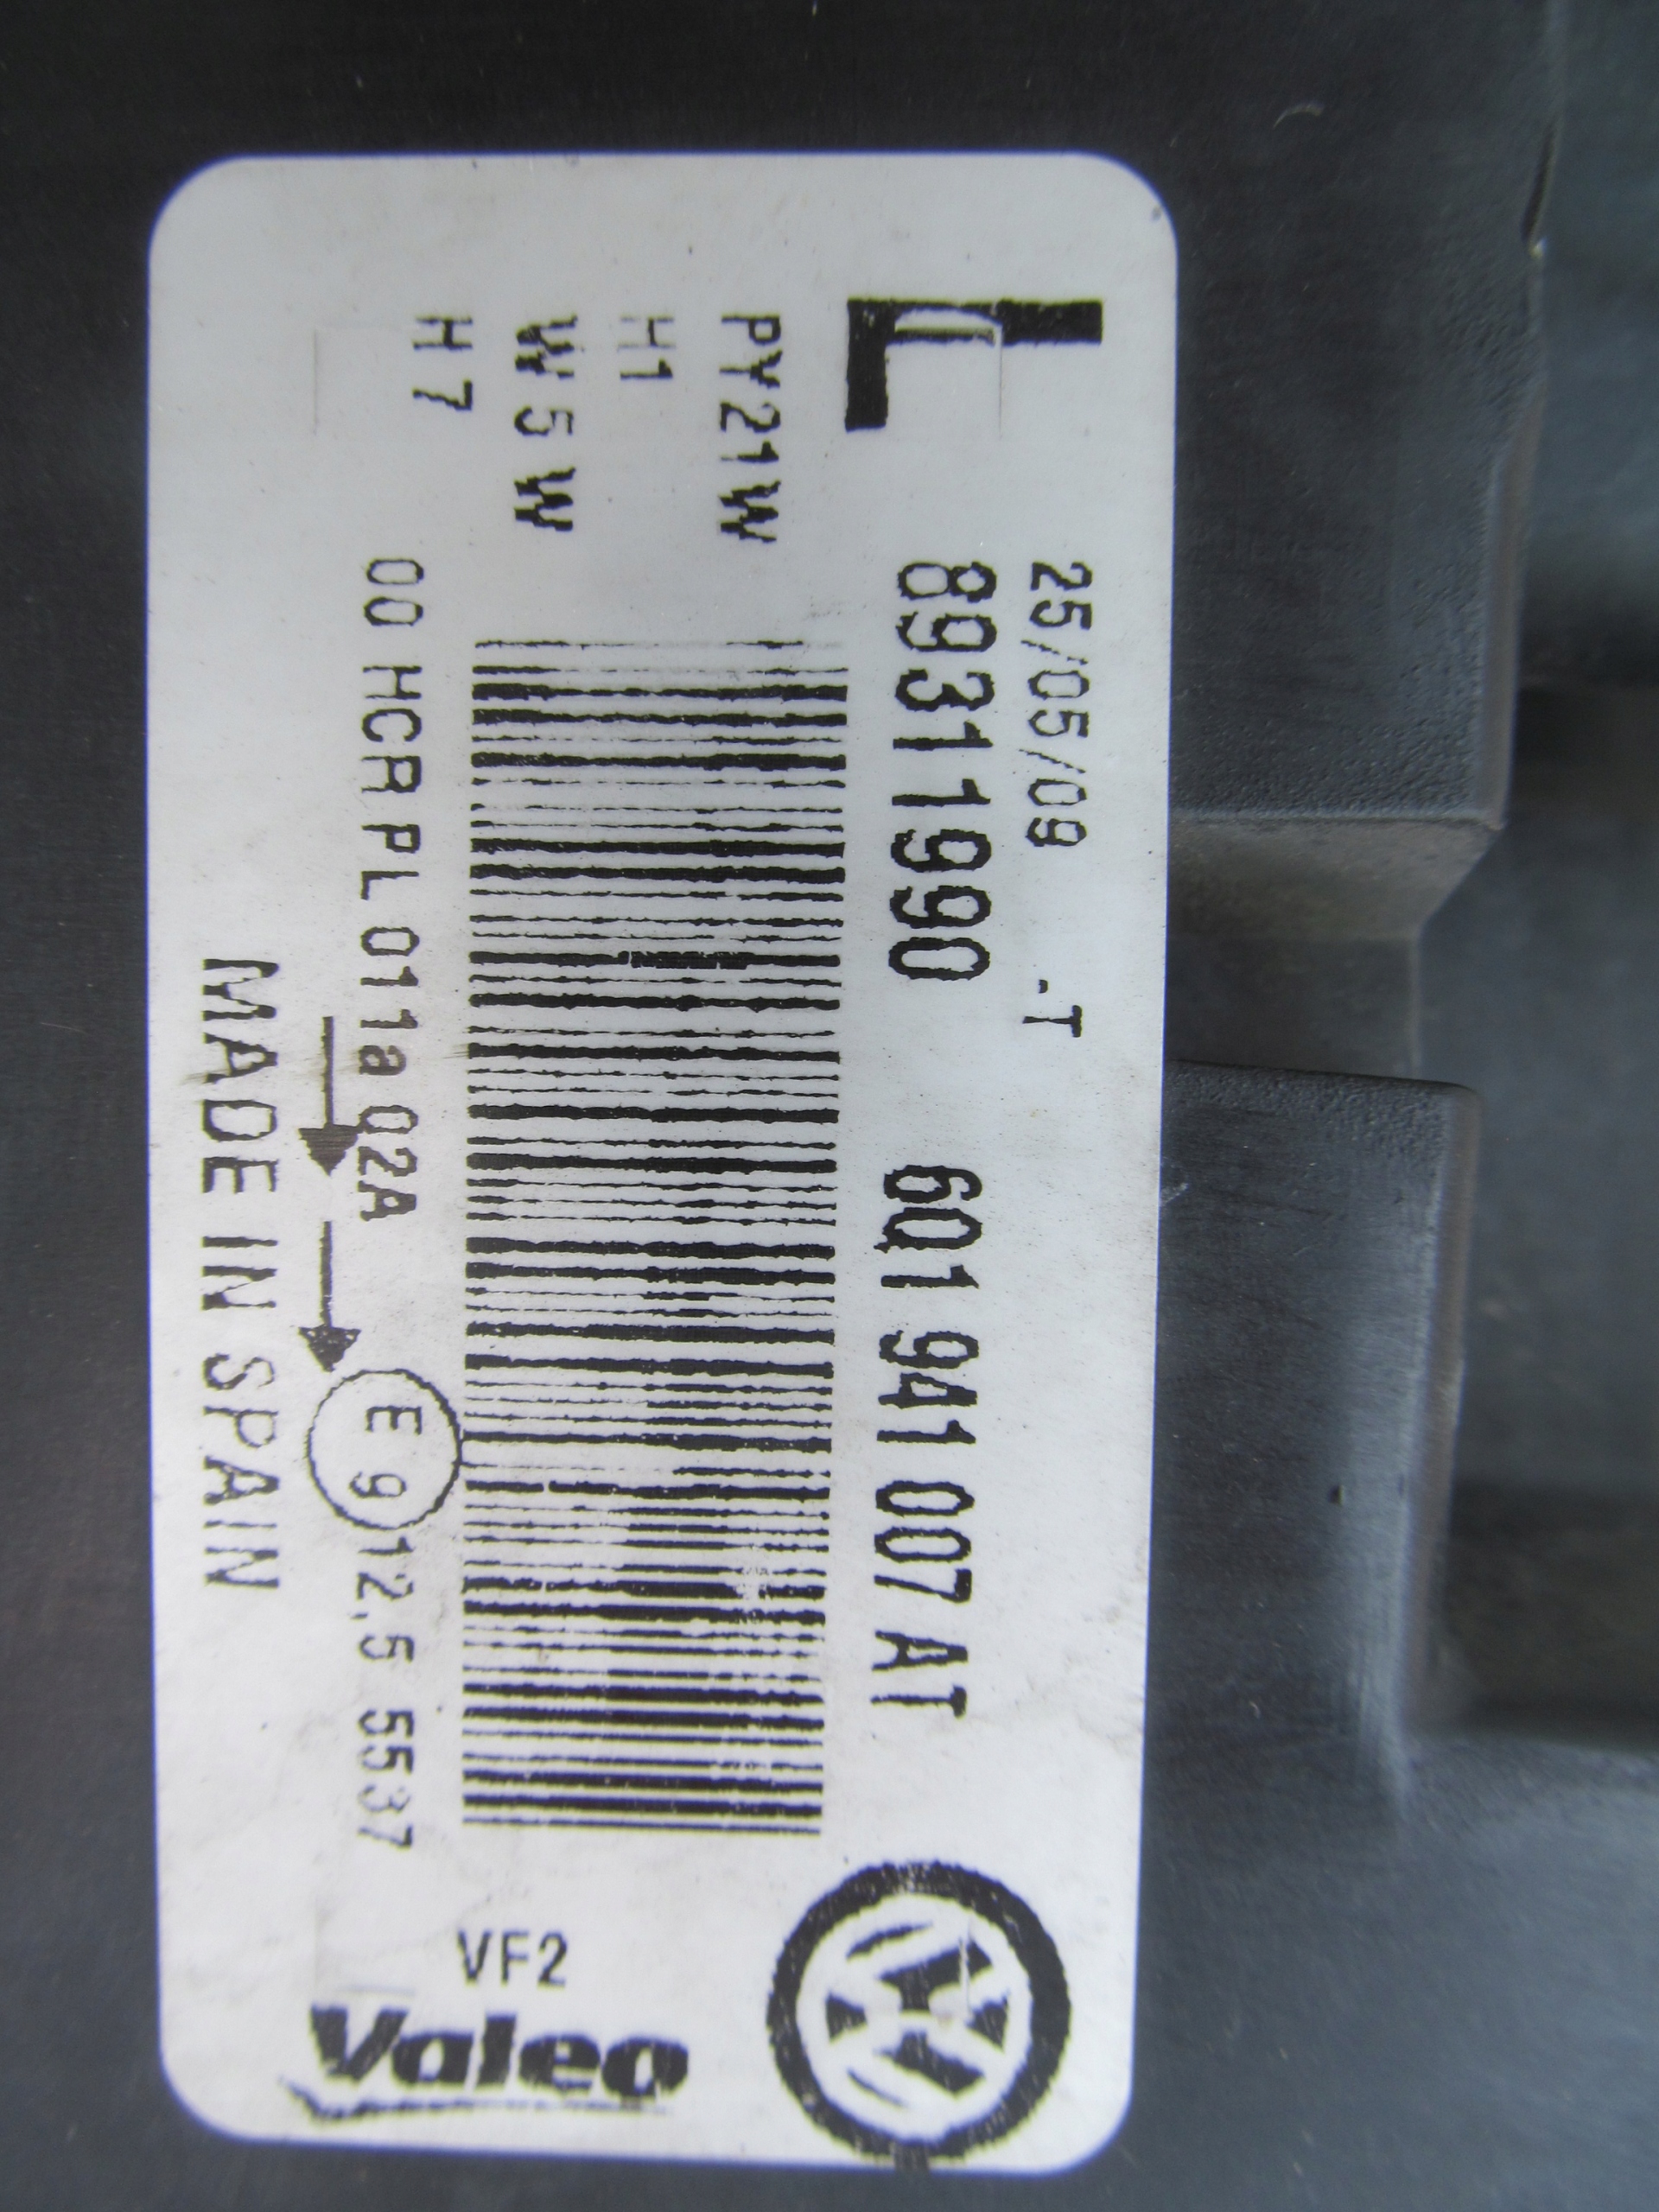 L
25/05/09 -T
89311990 6Q1 941 007 AT
PY21W
H1
W5W
H7
00 HCR PL 011a 02A E9 12,5 5537
MADE IN SPAIN
VF2
Valeo